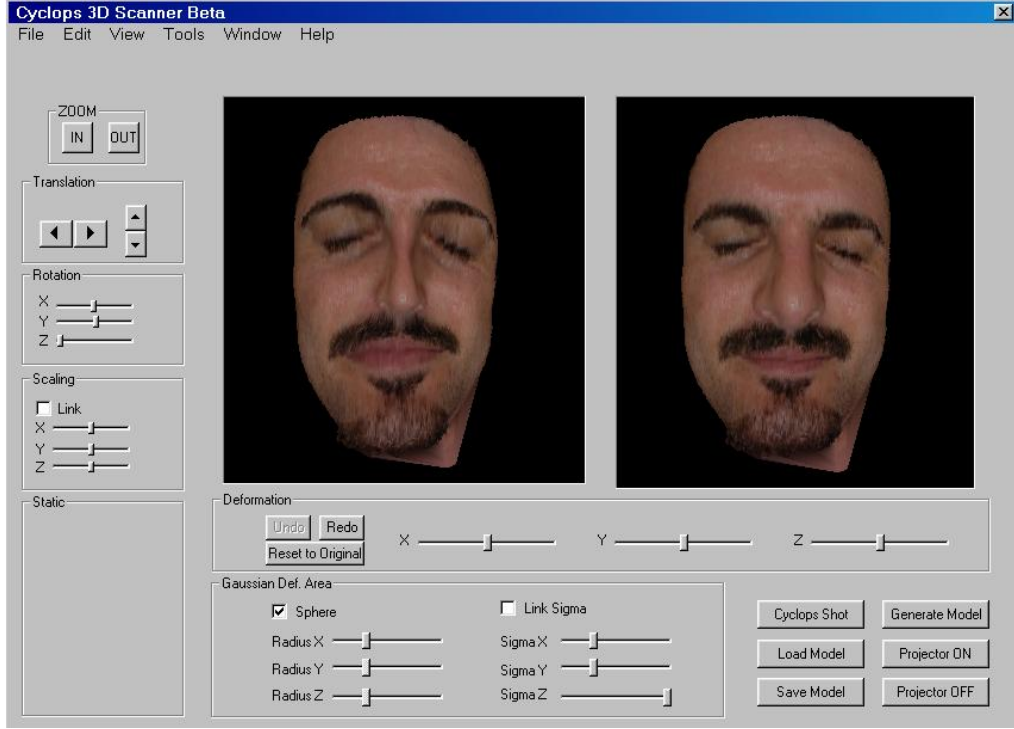 Cyclops 3D Scanner Beta
File Edit View Tools Window Help
ZOOM
IN OUT
Translation
Rotation
X
Y
Z
Scaling
Link
X
Y
Z
Static
Deformation
Undo Redo
Reset to Original
X Y Z
Gaussian Def. Area
Sphere Link Sigma
Radius X Sigma X
Radius Y Sigma Y
Radius Z Sigma Z
Cyclops Shot Generate Model
Load Model Projector ON
Save Model Projector OFF